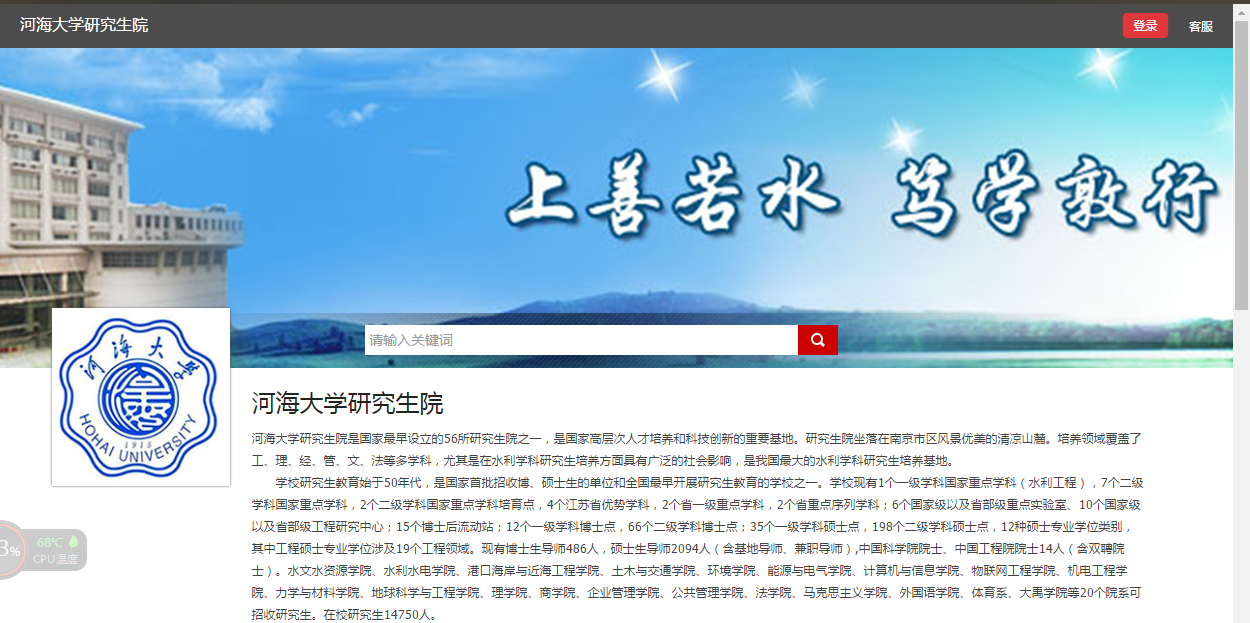 河海大学研究生院
登录
客服
上善若水 笃学敦行
请输入关键词
河海大学
HOHAI UNIVERSITY
1915
河海大学研究生院
河海大学研究生院是国家最早设立的56所研究生院之一，是国家高层次人才培养和科技创新的重要基地。研究生院坐落在南京市区风景优美的清凉山麓。培养领域覆盖了
工、理、经、管、文、法等多学科，尤其是在水利学科研究生培养方面具有广泛的社会影响，是我国最大的水利学科研究生培养基地。
学校研究生教育始于50年代，是国家首批招收博、硕士生的单位和全国最早开展研究生教育的学校之一。学校现有1个一级学科国家重点学科（水利工程），7个二级
学科国家重点学科，2个二级学科国家重点学科培育点，4个江苏省优势学科，2个省一级重点学科，2个省重点序列学科；6个国家级以及省部级重点实验室、10个国家级
以及省部级工程研究中心；15个博士后流动站；12个一级学科博士点，66个二级学科博士点；35个一级学科硕士点，198个二级学科硕士点，12种硕士专业学位类别，
其中工程硕士专业学位涉及19个工程领域。现有博士生导师486人，硕士生导师2094人（含基地导师、兼职导师）,中国科学院院士、中国工程院院士14人（含双聘院
士）。水文水资源学院、水利水电学院、港口海岸与近海工程学院、土木与交通学院、环境学院、能源与电气学院、计算机与信息学院、物联网工程学院、机电工程学
院、力学与材料学院、地球科学与工程学院、理学院、商学院、企业管理学院、公共管理学院、法学院、马克思主义学院、外国语学院、体育系、大禹学院等20个院系可
招收研究生。在校研究生14750人。
3%
68℃
CPU温度